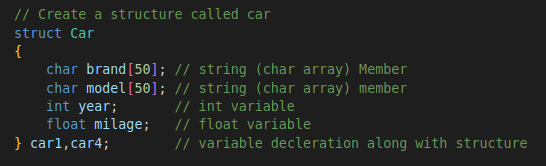 // Create a structure called car
struct Car
{
    char brand[50]; // string (char array) Member
    char model[50]; // string (char array) member
    int year;       // int variable
    float milage;   // float variable
} car1,car4;        // variable decleration along with structure